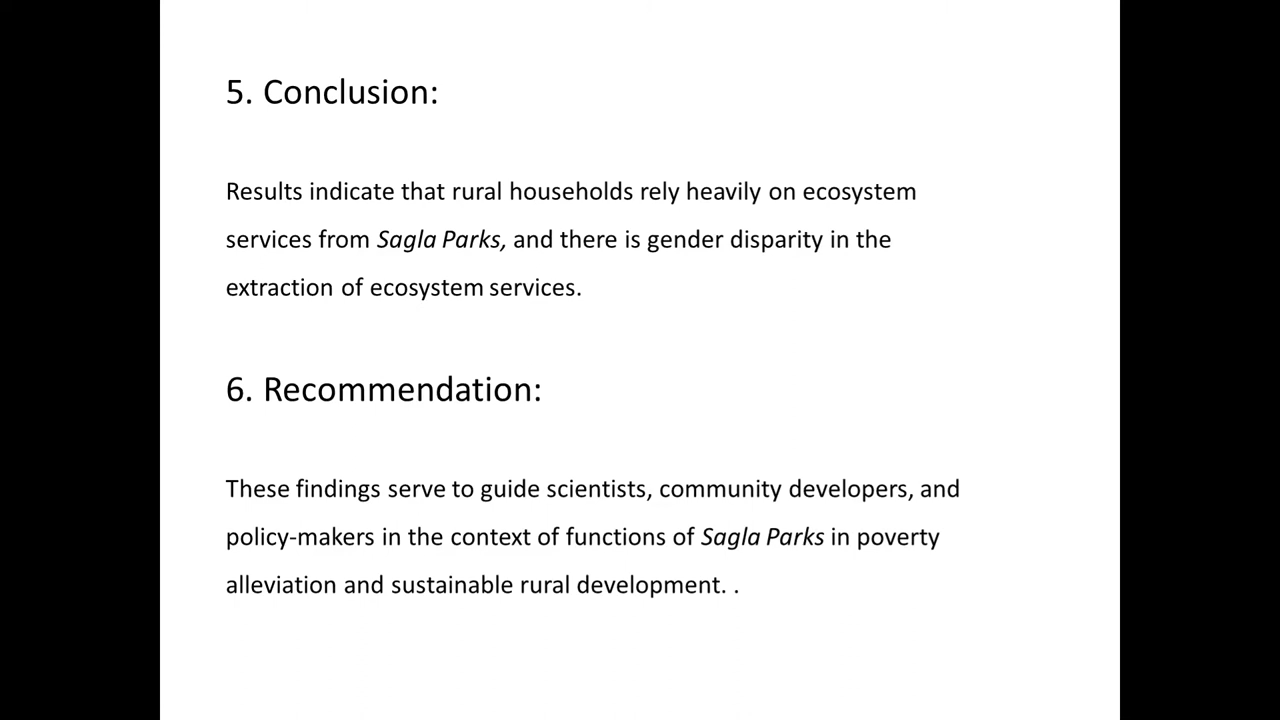 5. Conclusion:
Results indicate that rural households rely heavily on ecosystem
services from Sagla Parks, and there is gender disparity in the
extraction of ecosystem services.
6. Recommendation:
These findings serve to guide scientists, community developers, and
policy-makers in the context of functions of Sagla Parks in poverty
alleviation and sustainable rural development. .